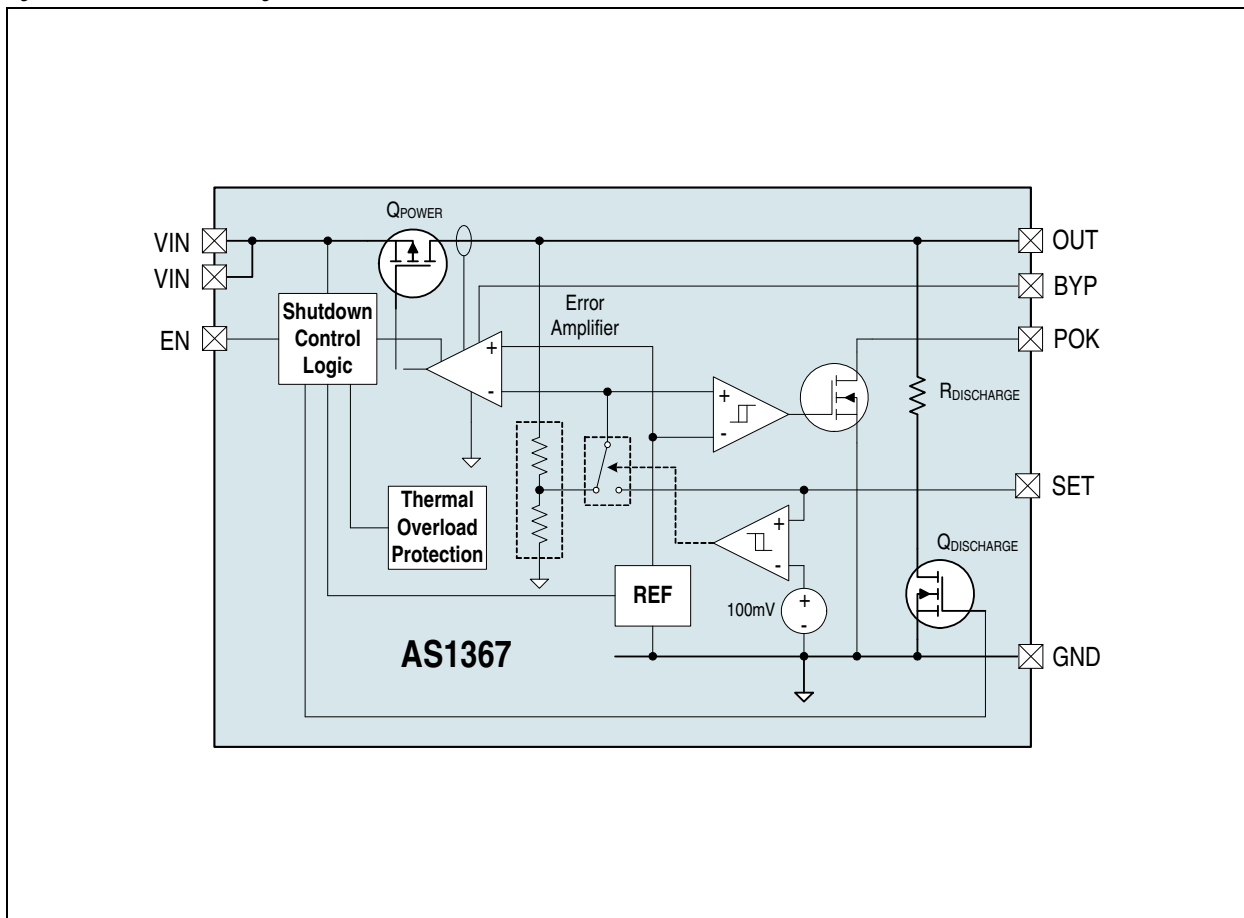 QPOWER
VIN
VIN
EN
OUT
BYP
POK
SET
GND
Shutdown
Control
Logic
Error
Amplifier
+
-
+
-
RDISCHARGE
Thermal
Overload
Protection
+
-
QDISCHARGE
REF
100mV
+
-
AS1367